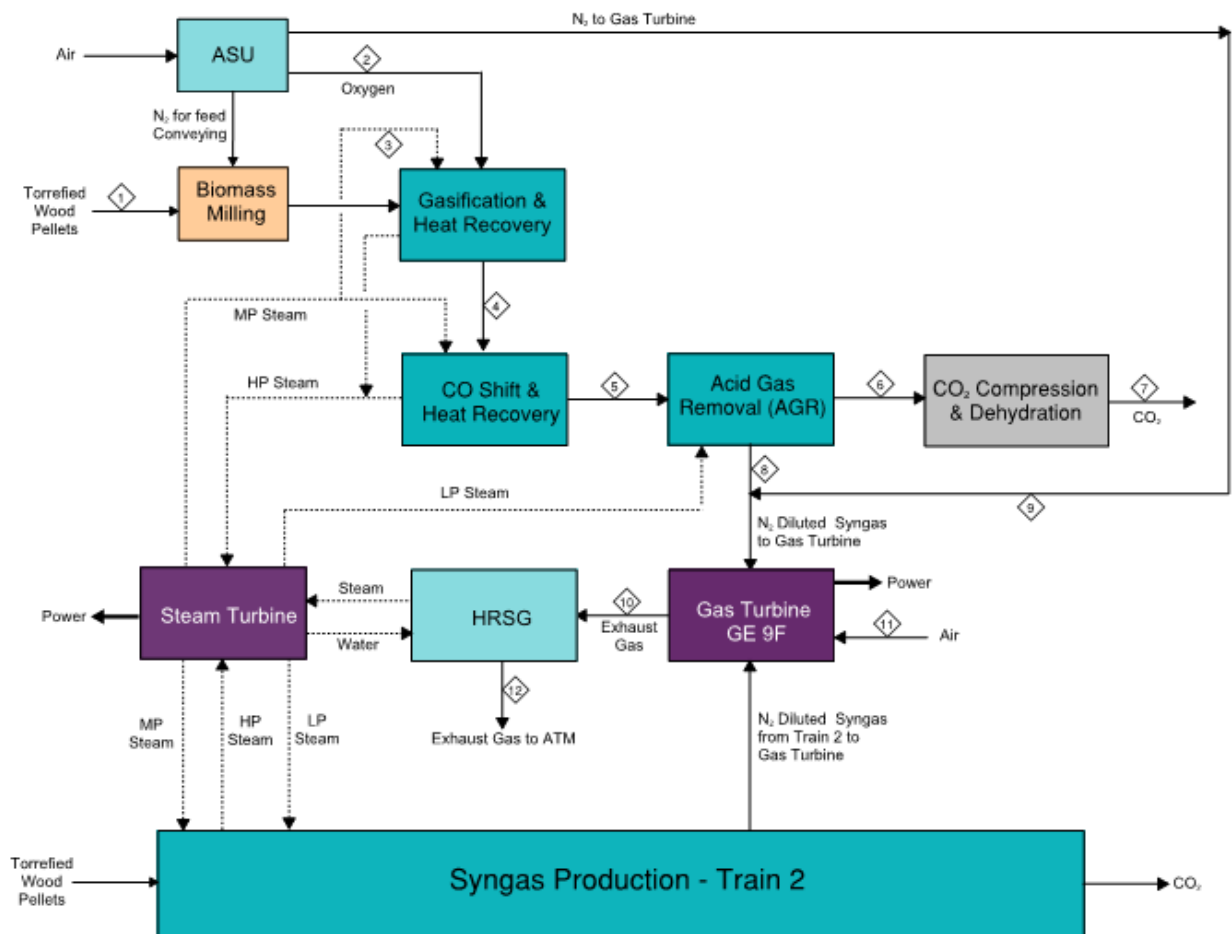 N₂ to Gas Turbine
Air
ASU
2
Oxygen
N₂ for feed
Conveying
3
Torrefied
Wood
Pellets
1
Biomass
Milling
Gasification &
Heat Recovery
4
MP Steam
HP Steam
CO Shift &
Heat Recovery
5
Acid Gas
Removal (AGR)
6
CO₂ Compression
& Dehydration
7
CO₂
LP Steam
8
9
N₂ Diluted Syngas
to Gas Turbine
Power
Steam Turbine
Steam
Water
HRSG
10
Exhaust
Gas
Gas Turbine
GE 9F
Power
11
Air
12
Exhaust Gas to ATM
MP
Steam
HP
Steam
LP
Steam
N₂ Diluted Syngas
from Train 2 to
Gas Turbine
Torrefied
Wood
Pellets
Syngas Production - Train 2
CO₂